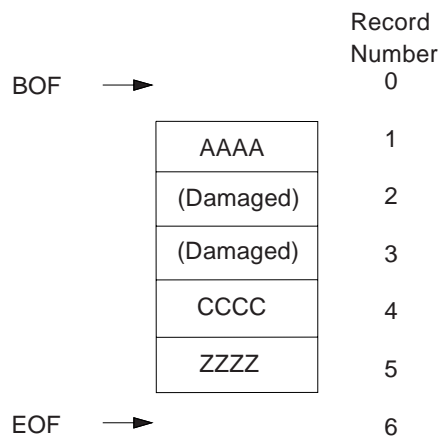 Record
Number
BOF 0
AAAA 1
(Damaged) 2
(Damaged) 3
CCCC 4
ZZZZ 5
EOF 6